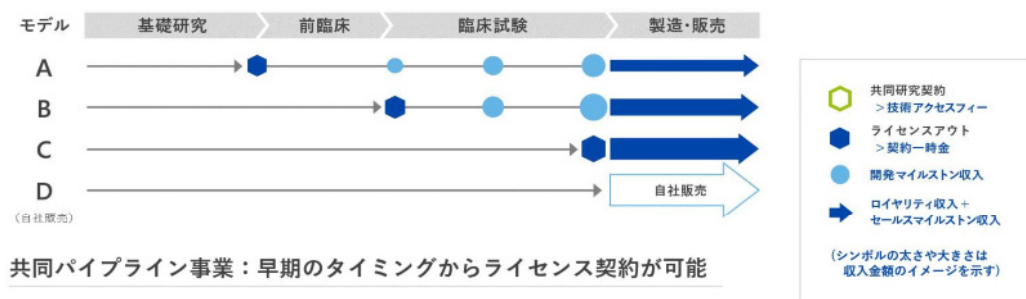 モデル 基礎研究 前臨床 臨床試験 製造・販売
A
B
C
D
(自社販売)
自社販売
共同研究契約
>技術アクセスフィー
ライセンスアウト
>契約一時金
開発マイルストン収入
ロイヤリティ収入+
セールスマイルストン収入
(シンボルの太さや大きさは
収入金額のイメージを示す)
共同パイプライン事業:早期のタイミングからライセンス契約が可能